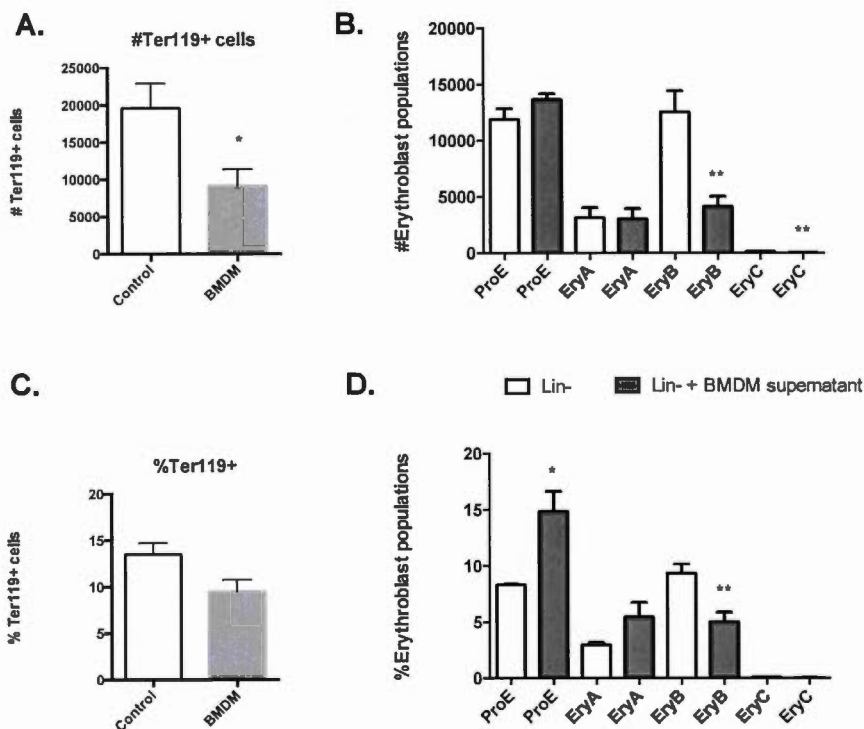 A.
#Ter119+ cells
# Ter119+ cells
25000
20000
15000
10000
5000
0
*
Control
BMDM
B.
#Erythroblast populations
20000
15000
10000
5000
0
**
**
ProE
ProE
EryA
EryA
EryB
EryB
EryC
EryC
C.
%Ter119+
% Ter119+ cells
20
15
10
5
0
Control
BMDM
D.
Lin-
Lin- + BMDM supernatant
%Erythroblast populations
20
15
10
5
0
*
**
ProE
ProE
EryA
EryA
EryB
EryB
EryC
EryC